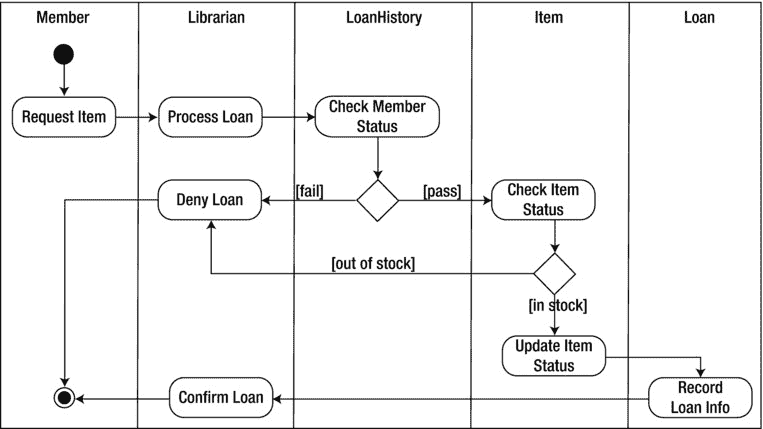 Member
Librarian
LoanHistory
Item
Loan
Request Item
Process Loan
Check Member
Status
Deny Loan
[fail]
[pass]
Check Item
Status
[out of stock]
[in stock]
Update Item
Status
Confirm Loan
Record
Loan Info